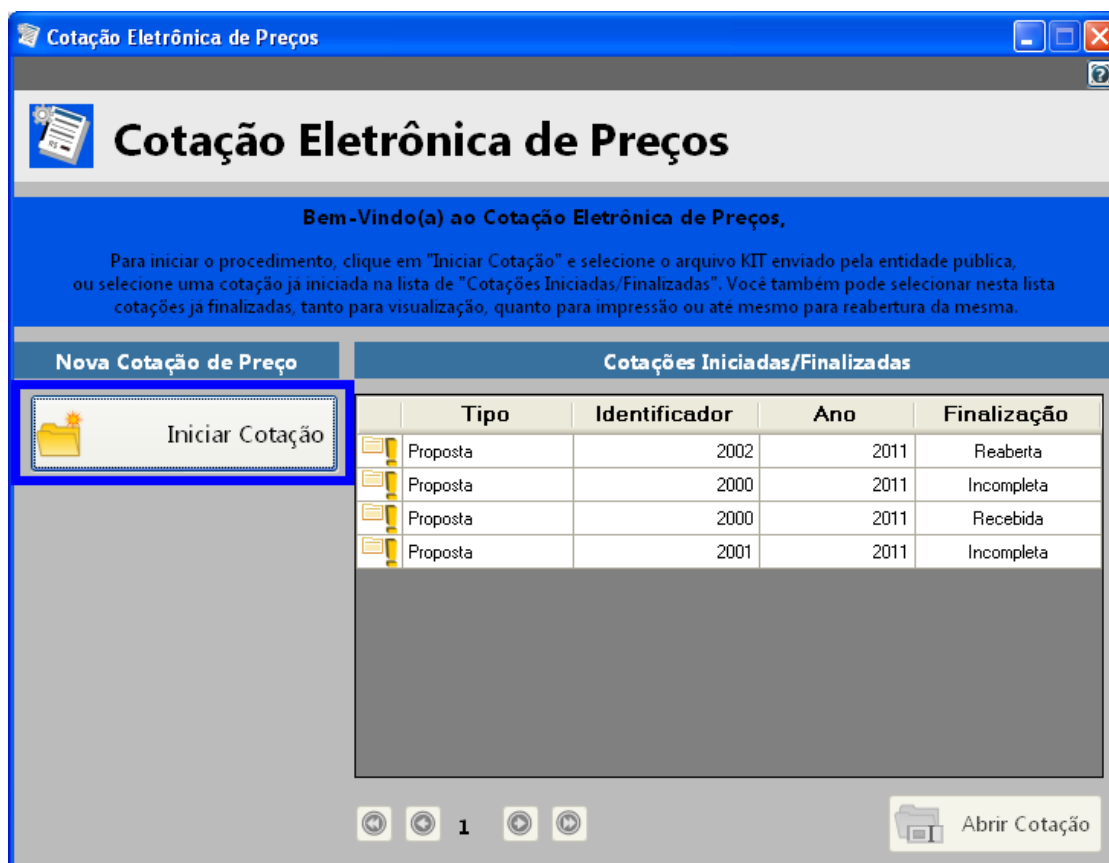 Cotação Eletrônica de Preços
Cotação Eletrônica de Preços
Bem-Vindo(a) ao Cotação Eletrônica de Preços,
Para iniciar o procedimento, clique em "Iniciar Cotação" e selecione o arquivo KIT enviado pela entidade publica,
ou selecione uma cotação já iniciada na lista de "Cotações Iniciadas/Finalizadas". Você também pode selecionar nesta lista
cotações já finalizadas, tanto para visualização, quanto para impressão ou até mesmo para reabertura da mesma.
Nova Cotação de Preço
Iniciar Cotação
Cotações Iniciadas/Finalizadas
Tipo Identificador Ano Finalização
Proposta 2002 2011 Reaberta
Proposta 2000 2011 Incompleta
Proposta 2000 2011 Recebida
Proposta 2001 2011 Incompleta
1
Abrir Cotação